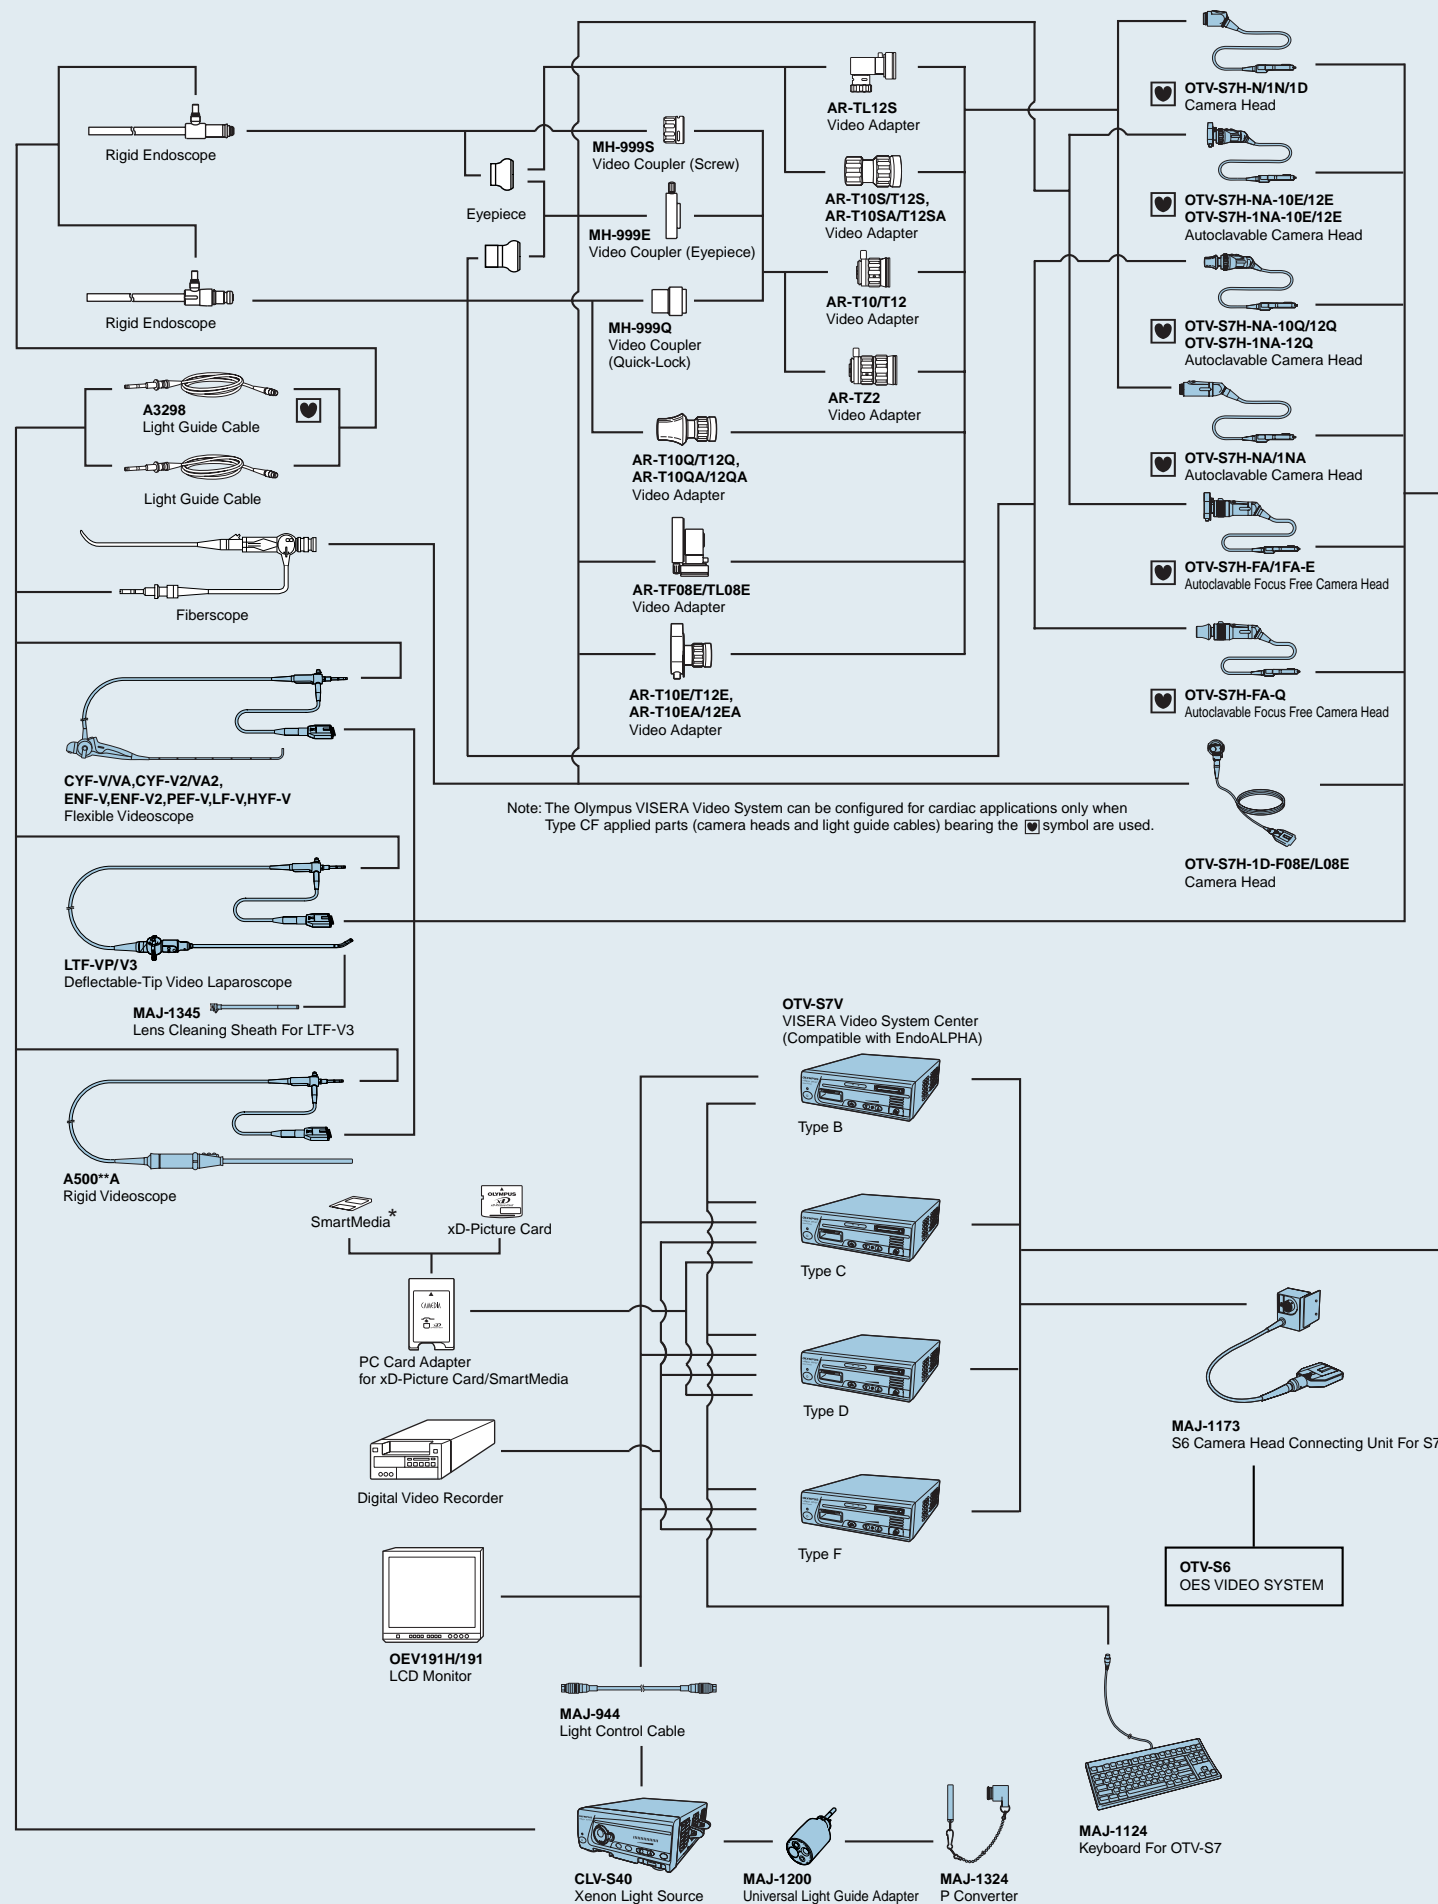 OTV-S7H-N/1N/1D
Camera Head
AR-TL12S
Video Adapter
Rigid Endoscope
MH-999S
Video Coupler (Screw)
Eyepiece
AR-T10S/T12S,
AR-T10SA/T12SA
Video Adapter
OTV-S7H-NA-10E/12E
OTV-S7H-1NA-10E/12E
Autoclavable Camera Head
MH-999E
Video Coupler (Eyepiece)
Rigid Endoscope
AR-T10/T12
Video Adapter
MH-999Q
Video Coupler
(Quick-Lock)
OTV-S7H-NA-10Q/12Q
OTV-S7H-1NA-12Q
Autoclavable Camera Head
AR-TZ2
Video Adapter
A3298
Light Guide Cable
AR-T10Q/T12Q,
AR-T10QA/12QA
Video Adapter
OTV-S7H-NA/1NA
Autoclavable Camera Head
Light Guide Cable
OTV-S7H-FA/1FA-E
Autoclavable Focus Free Camera Head
AR-TF08E/TL08E
Video Adapter
Fiberscope
AR-T10E/T12E,
AR-T10EA/12EA
Video Adapter
OTV-S7H-FA-Q
Autoclavable Focus Free Camera Head
CYF-V/VA,CYF-V2/VA2,
ENF-V,ENF-V2,PEF-V,LF-V,HYF-V
Flexible Videoscope
Note: The Olympus VISERA Video System can be configured for cardiac applications only when
Type CF applied parts (camera heads and light guide cables) bearing the symbol are used.
OTV-S7H-1D-F08E/L08E
Camera Head
LTF-VP/V3
Deflectable-Tip Video Laparoscope
MAJ-1345
Lens Cleaning Sheath For LTF-V3
OTV-S7V
VISERA Video System Center
(Compatible with EndoALPHA)
Type B
A500**A
Rigid Videoscope
OLYMPUS
xD
SmartMedia*
xD-Picture Card
Type C
CAMEDIA
xD
PC Card Adapter
for xD-Picture Card/SmartMedia
Type D
MAJ-1173
S6 Camera Head Connecting Unit For S7
Digital Video Recorder
Type F
OTV-S6
OES VIDEO SYSTEM
OEV191H/191
LCD Monitor
MAJ-944
Light Control Cable
MAJ-1124
Keyboard For OTV-S7
CLV-S40
Xenon Light Source
MAJ-1200
Universal Light Guide Adapter
MAJ-1324
P Converter